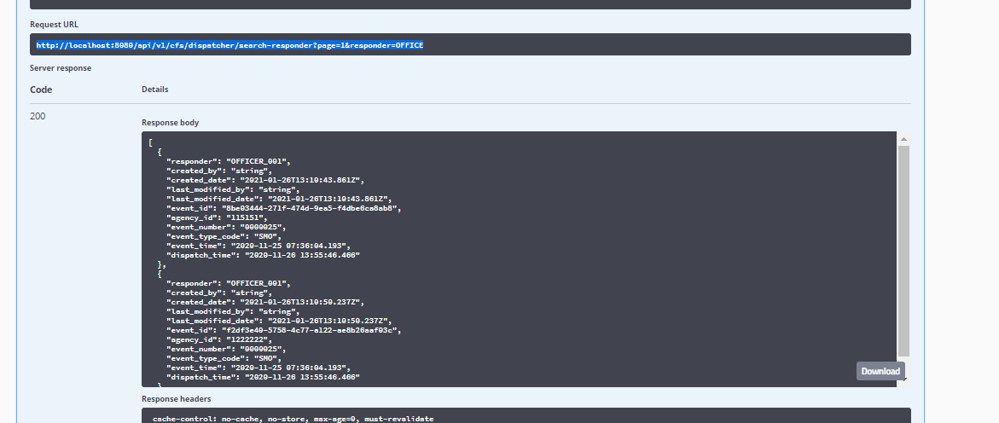 Request URL
http://localhost:8080/api/v1/cfs/dispatcher/search-responder?page=1&responder=OFFICE
Server response
Code Details
200
Response body
[
{
"responder": "OFFICER_001",
"created_by": "string",
"created_date": "2021-01-26T13:10:43.861Z",
"last_modified_by": "string",
"last_modified_date": "2021-01-26T13:10:43.861Z",
"event_id": "8be03444-271f-474d-9ea5-f4dbe6ca8ab8",
"agency_id": "115151",
"event_number": "0000025",
"event_type_code": "SMO",
"event_time": "2020-11-25 07:36:04.193",
"dispatch_time": "2020-11-26 13:55:46.466"
},
{
"responder": "OFFICER_001",
"created_by": "string",
"created_date": "2021-01-26T13:10:50.237Z",
"last_modified_by": "string",
"last_modified_date": "2021-01-26T13:10:50.237Z",
"event_id": "f2df3e40-5758-4c77-a122-ae8b26aaf03c",
"agency_id": "1222222",
"event_number": "0000025",
"event_type_code": "SMO",
"event_time": "2020-11-25 07:36:04.193",
"dispatch_time": "2020-11-26 13:55:46.466"
}
Download
Response headers
cache-control: no-cache, no-store, max-age=0, must-revalidate